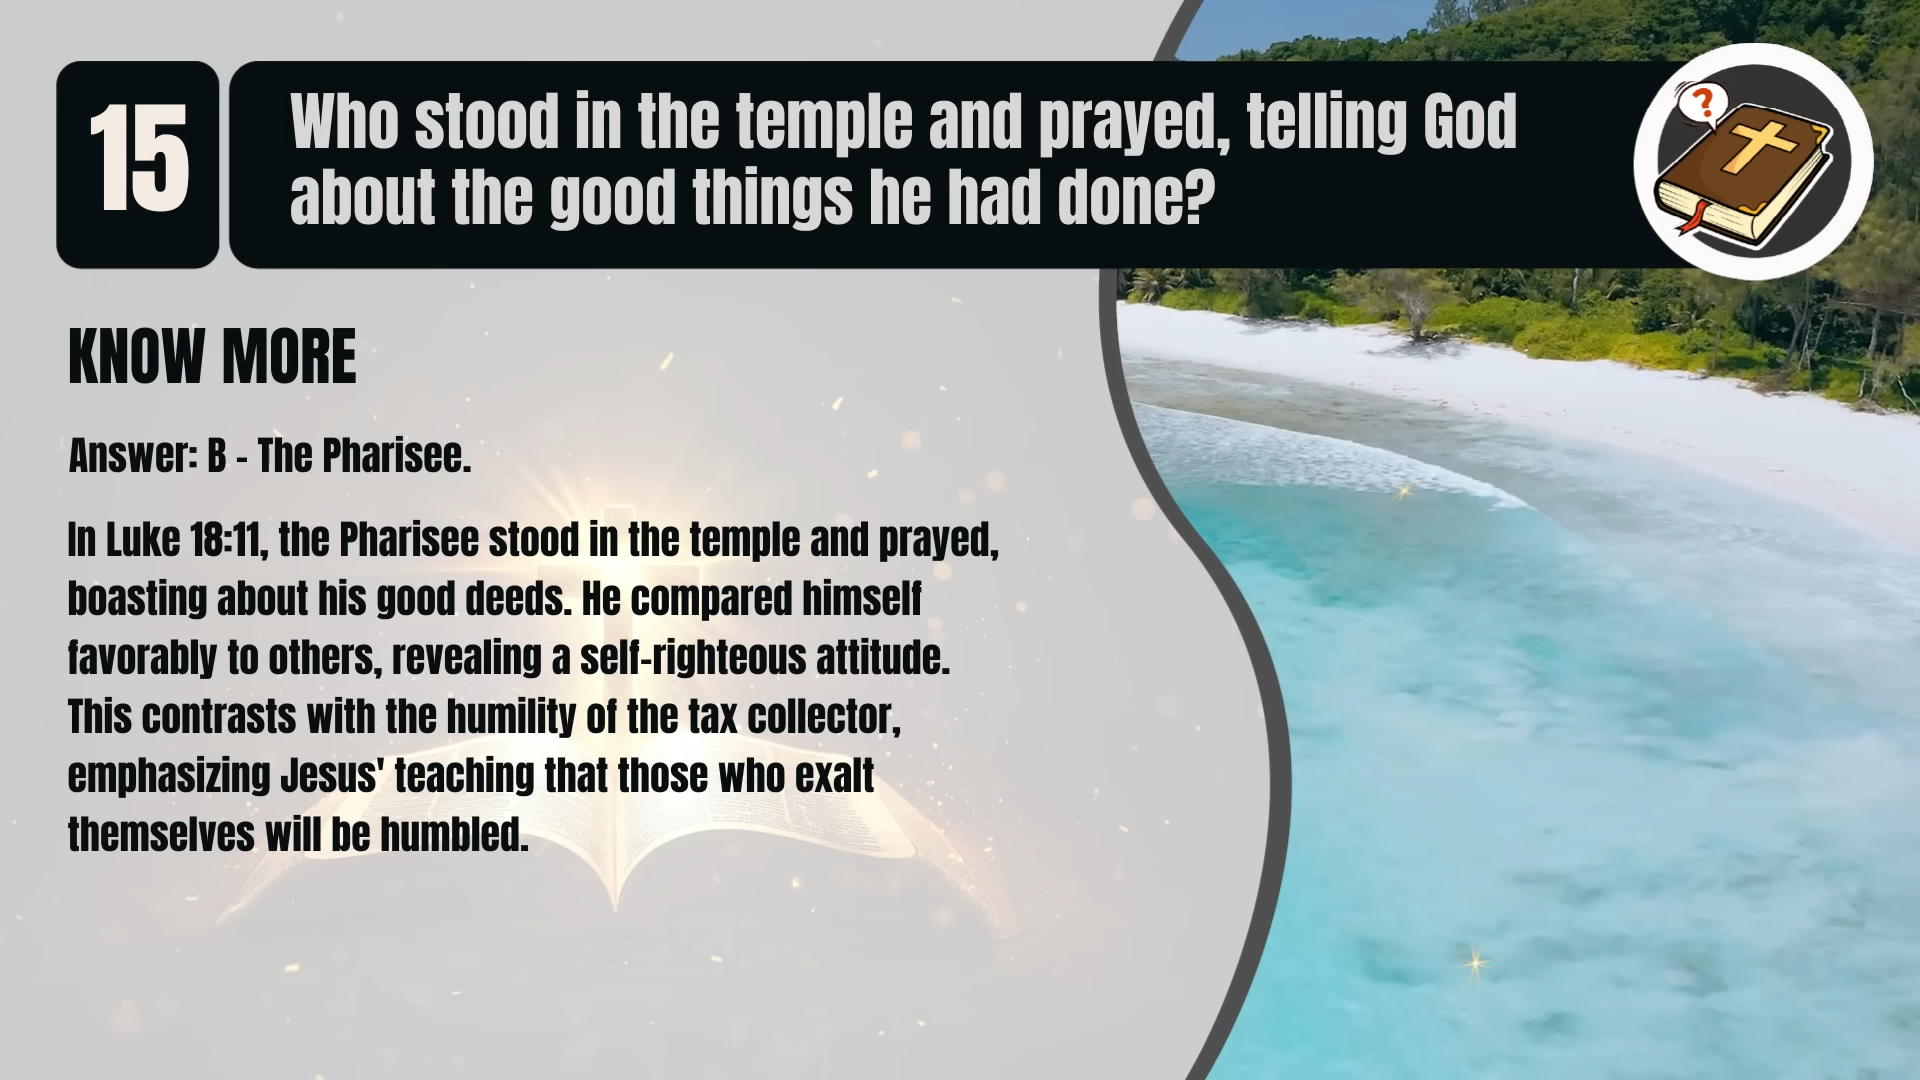 15
Who stood in the temple and prayed, telling God
about the good things he had done?
?
KNOW MORE
Answer: B - The Pharisee.
In Luke 18:11, the Pharisee stood in the temple and prayed,
boasting about his good deeds. He compared himself
favorably to others, revealing a self-righteous attitude.
This contrasts with the humility of the tax collector,
emphasizing Jesus' teaching that those who exalt
themselves will be humbled.